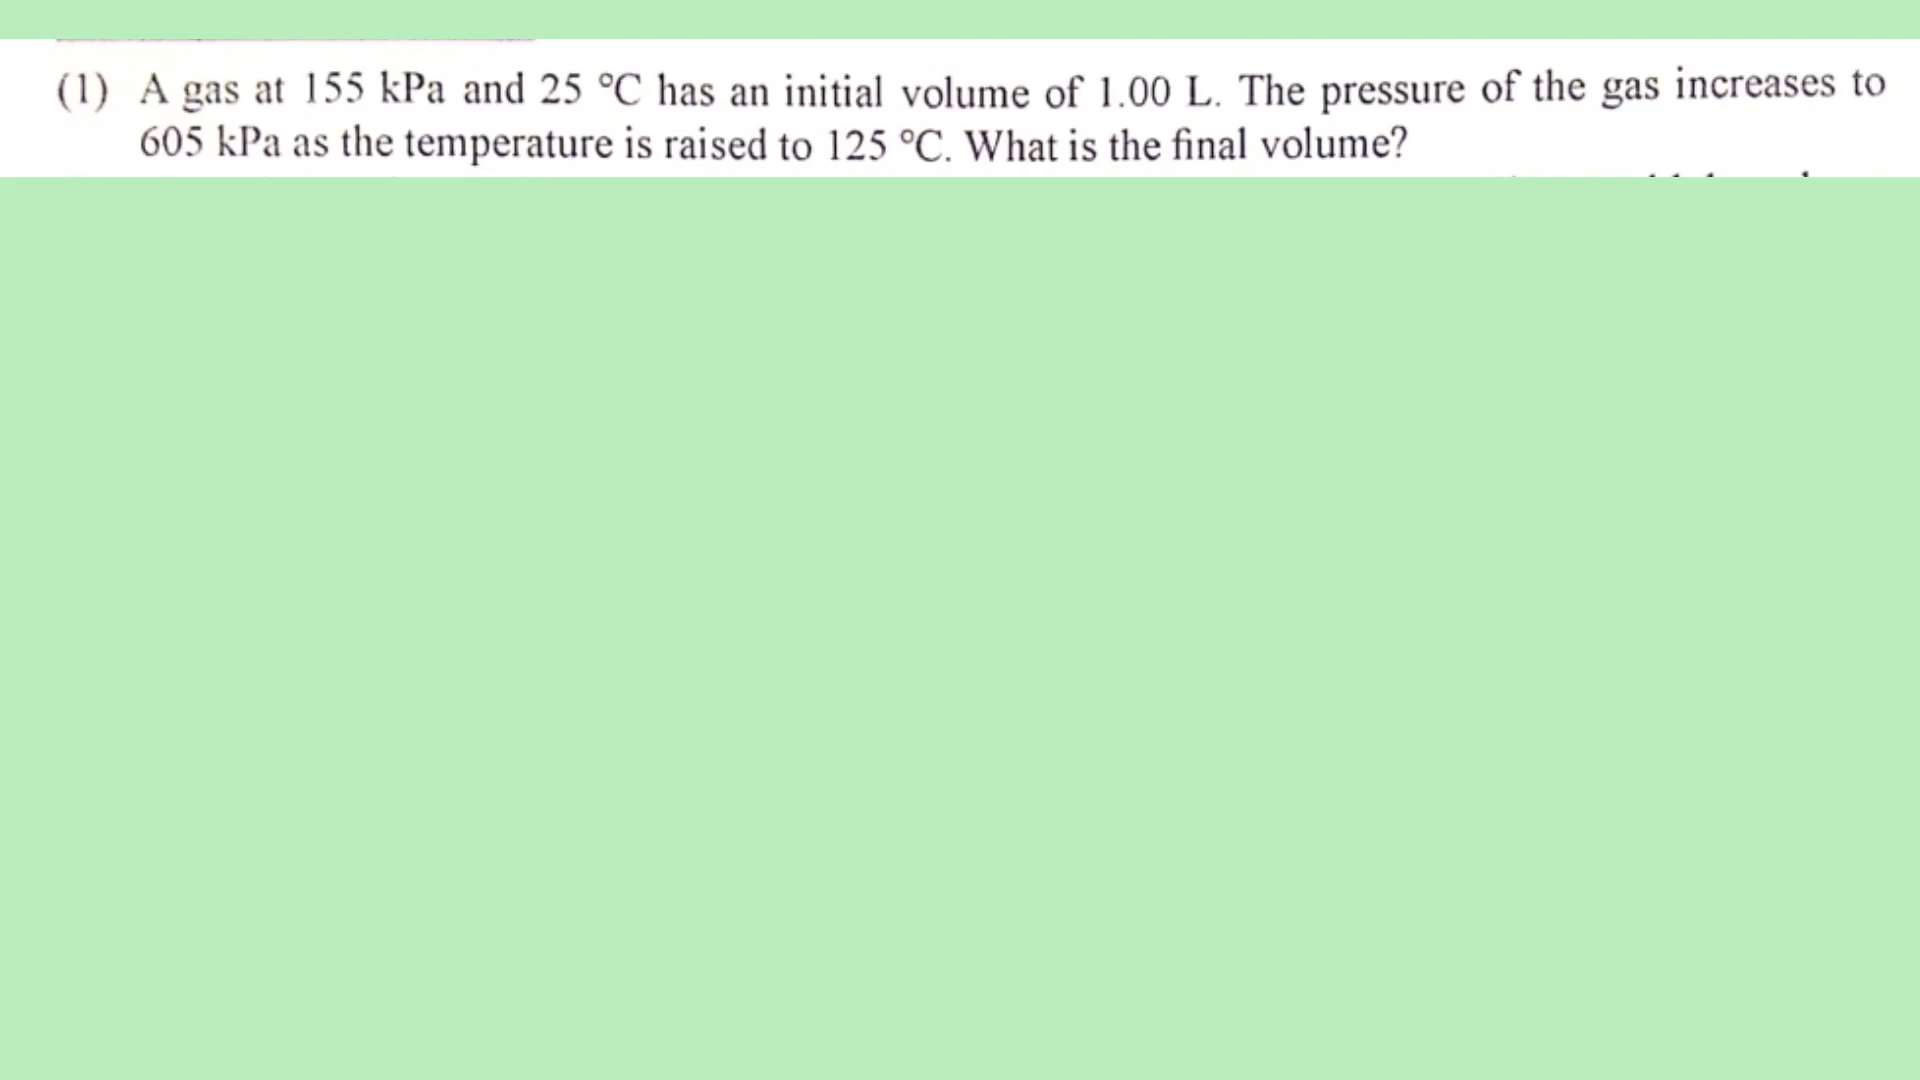 (1) A gas at 155 kPa and 25 °C has an initial volume of 1.00 L. The pressure of the gas increases to
605 kPa as the temperature is raised to 125 °C. What is the final volume?